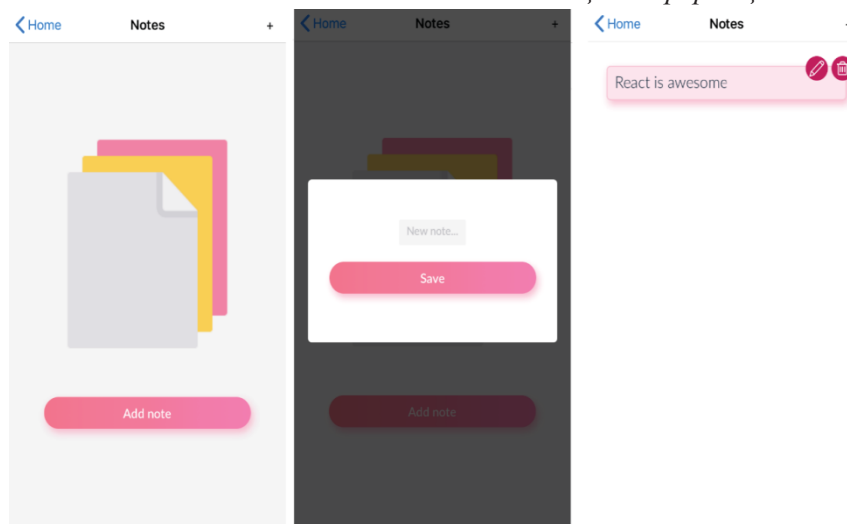 Home Notes +
Add note
Home Notes +
New note...
Save
Add note
Home Notes
React is awesome